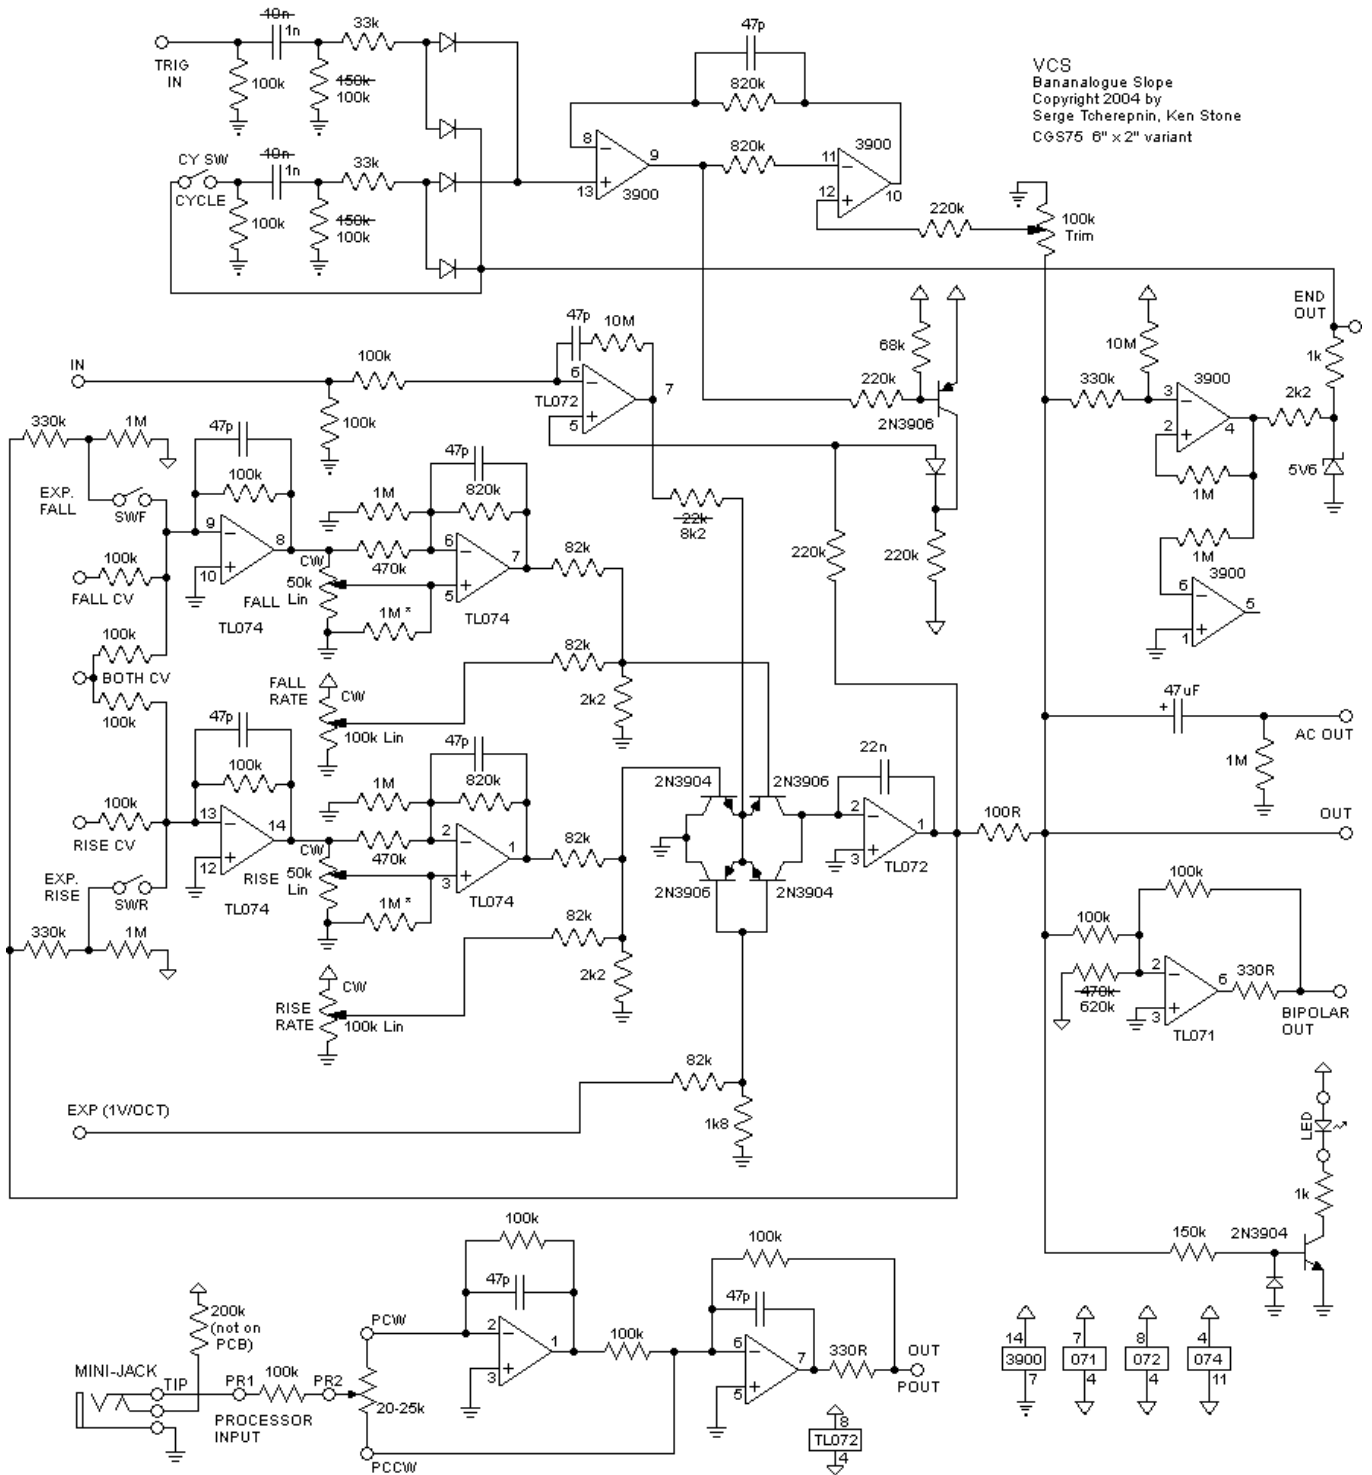 10n
1n
33k
TRIG
IN
100k
150k
100k
47p
820k
8
9
13
3900
820k
11
3900
12
10
VCS
Bananalogue Slope
Copyright 2004 by
Serge Tcherepnin, Ken Stone
CGS75 6" x 2" variant
CY SW
CYCLE
10n
1n
33k
100k
150k
100k
220k
100k
Trim
END
OUT
IN
100k
100k
47p
10M
6
7
TL072
5
68k
220k
2N3906
10M
330k
3
3900
2
4
2k2
1k
5V6
1M
1M
3900
6
5
1
330k
1M
EXP.
FALL
SWF
47p
100k
9
8
10
TL074
100k
FALL CV
100k
BOTH CV
100k
1M
47p
820k
CW
470k
50k
Lin
FALL
6
7
5
1M *
TL074
82k
22k
8k2
220k
220k
FALL
RATE
CW
100k Lin
82k
2k2
47p
100k
13
14
12
TL074
100k
RISE CV
EXP.
RISE
SWR
330k
1M
1M
47p
820k
CW
470k
RISE
50k
Lin
2
1
3
1M *
TL074
82k
RISE
RATE
CW
100k Lin
82k
2k2
2N3904
2N3906
2N3906
2N3904
22n
2
1
3
TL072
100R
47uF
+
AC OUT
1M
OUT
100k
100k
470k
620k
2
6
3
TL071
330R
BIPOLAR
OUT
82k
EXP (1V/OCT)
1k8
LED
1k
150k
2N3904
100k
47p
200k
(not on
PCB)
MINI-JACK
TIP
PR1
100k
PR2
PROCESSOR
INPUT
PCW
20-25k
PCCW
2
1
3
100k
100k
47p
6
7
5
330R
OUT
POUT
8
TL072
4
14
3900
7
7
071
4
8
072
4
4
074
11